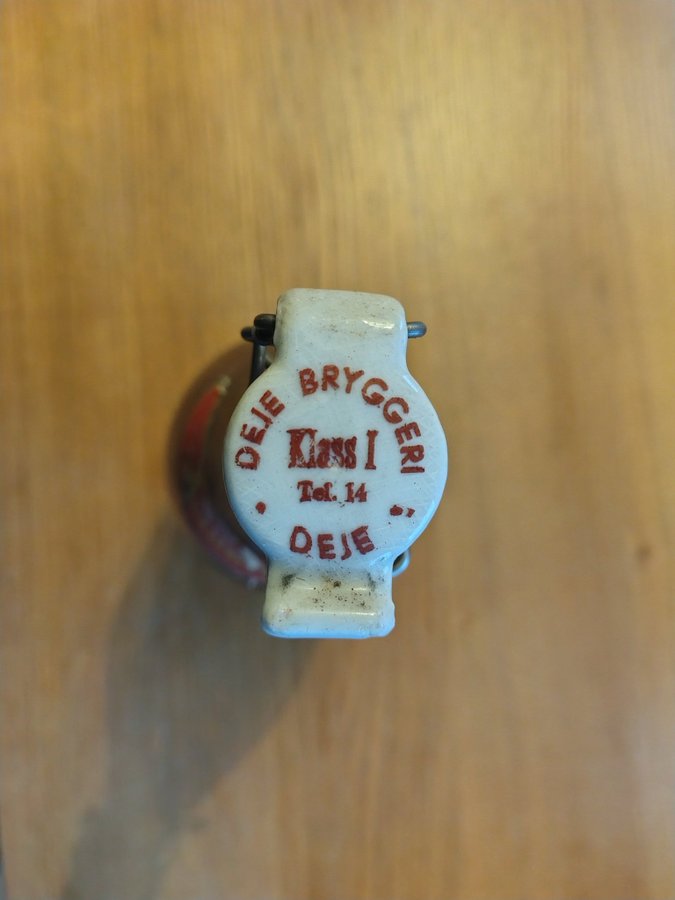 DEJE BRYGGERI
Klass I
Tel. 14
DEJE